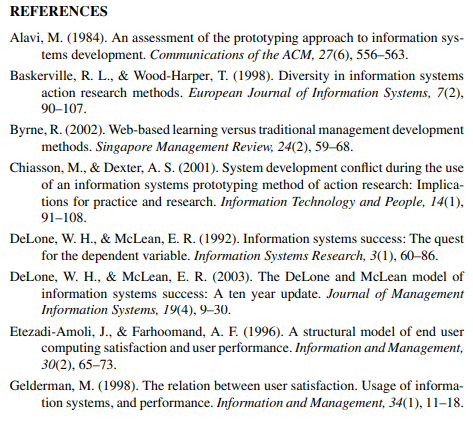 REFERENCES
Alavi, M. (1984). An assessment of the prototyping approach to information sys-
tems development. Communications of the ACM, 27(6), 556–563.
Baskerville, R. L., & Wood-Harper, T. (1998). Diversity in information systems
action research methods. European Journal of Information Systems, 7(2),
90–107.
Byrne, R. (2002). Web-based learning versus traditional management development
methods. Singapore Management Review, 24(2), 59–68.
Chiasson, M., & Dexter, A. S. (2001). System development conflict during the use
of an information systems prototyping method of action research: Implica-
tions for practice and research. Information Technology and People, 14(1),
91–108.
DeLone, W. H., & McLean, E. R. (1992). Information systems success: The quest
for the dependent variable. Information Systems Research, 3(1), 60–86.
DeLone, W. H., & McLean, E. R. (2003). The DeLone and McLean model of
information systems success: A ten year update. Journal of Management
Information Systems, 19(4), 9–30.
Etezadi-Amoli, J., & Farhoomand, A. F. (1996). A structural model of end user
computing satisfaction and user performance. Information and Management,
30(2), 65–73.
Gelderman, M. (1998). The relation between user satisfaction. Usage of informa-
tion systems, and performance. Information and Management, 34(1), 11–18.